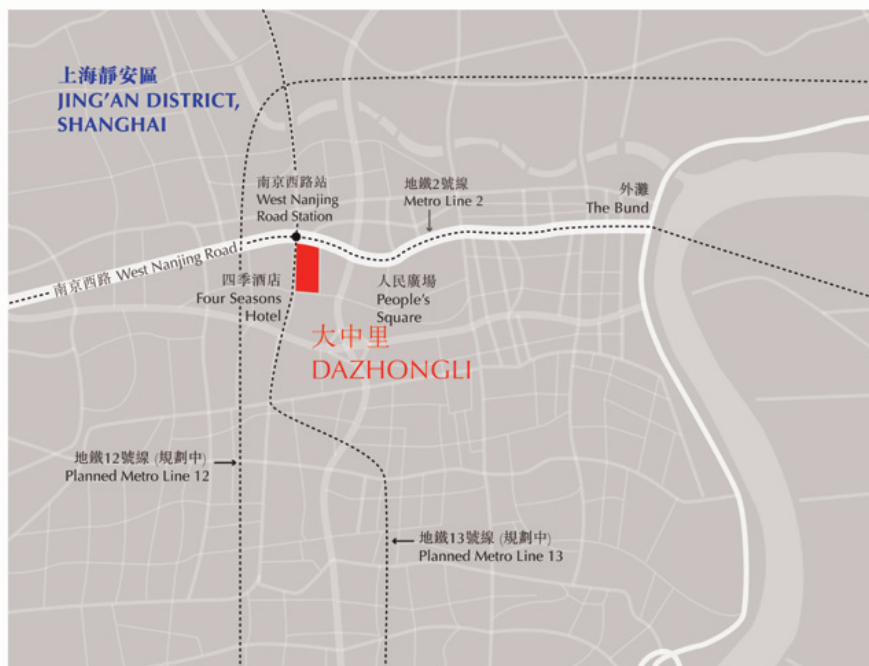 上海靜安區
JING'AN DISTRICT,
SHANGHAI
南京西路站
West Nanjing
Road Station
地鐵2號線
Metro Line 2
外灘
The Bund
南京西路 West Nanjing Road
四季酒店
Four Seasons
Hotel
人民廣場
People's
Square
大中里
DAZHONGLI
地鐵12號線 (規劃中)
Planned Metro Line 12
地鐵13號線 (規劃中)
Planned Metro Line 13